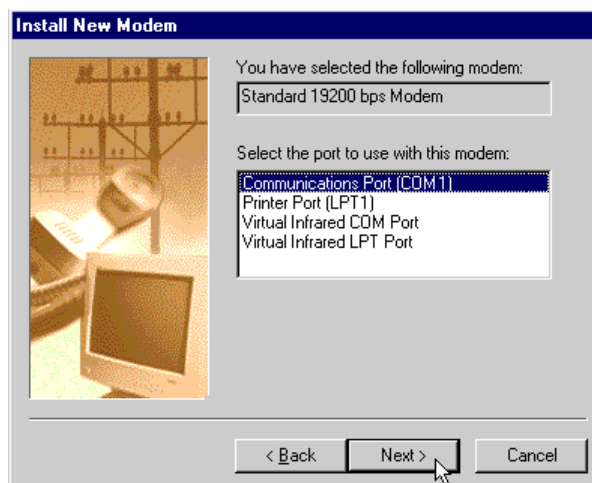 Install New Modem
You have selected the following modem:
Standard 19200 bps Modem
Select the port to use with this modem:
Communications Port (COM1)
Printer Port (LPT1)
Virtual Infrared COM Port
Virtual Infrared LPT Port
< Back
Next >
Cancel